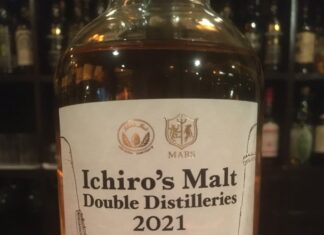 MARS
Ichiro's Malt
Double Distilleries
2021